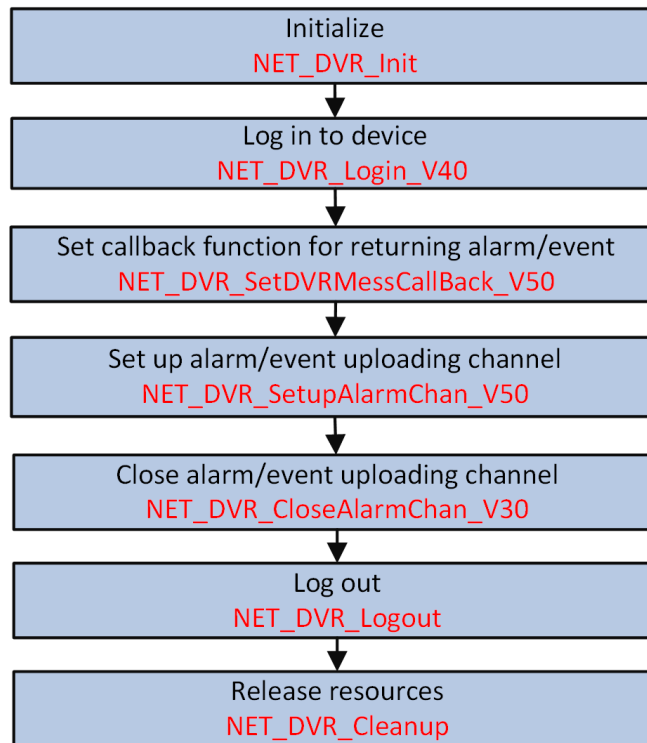 Initialize
NET_DVR_Init
Log in to device
NET_DVR_Login_V40
Set callback function for returning alarm/event
NET_DVR_SetDVRMessCallBack_V50
Set up alarm/event uploading channel
NET_DVR_SetupAlarmChan_V50
Close alarm/event uploading channel
NET_DVR_CloseAlarmChan_V30
Log out
NET_DVR_Logout
Release resources
NET_DVR_Cleanup